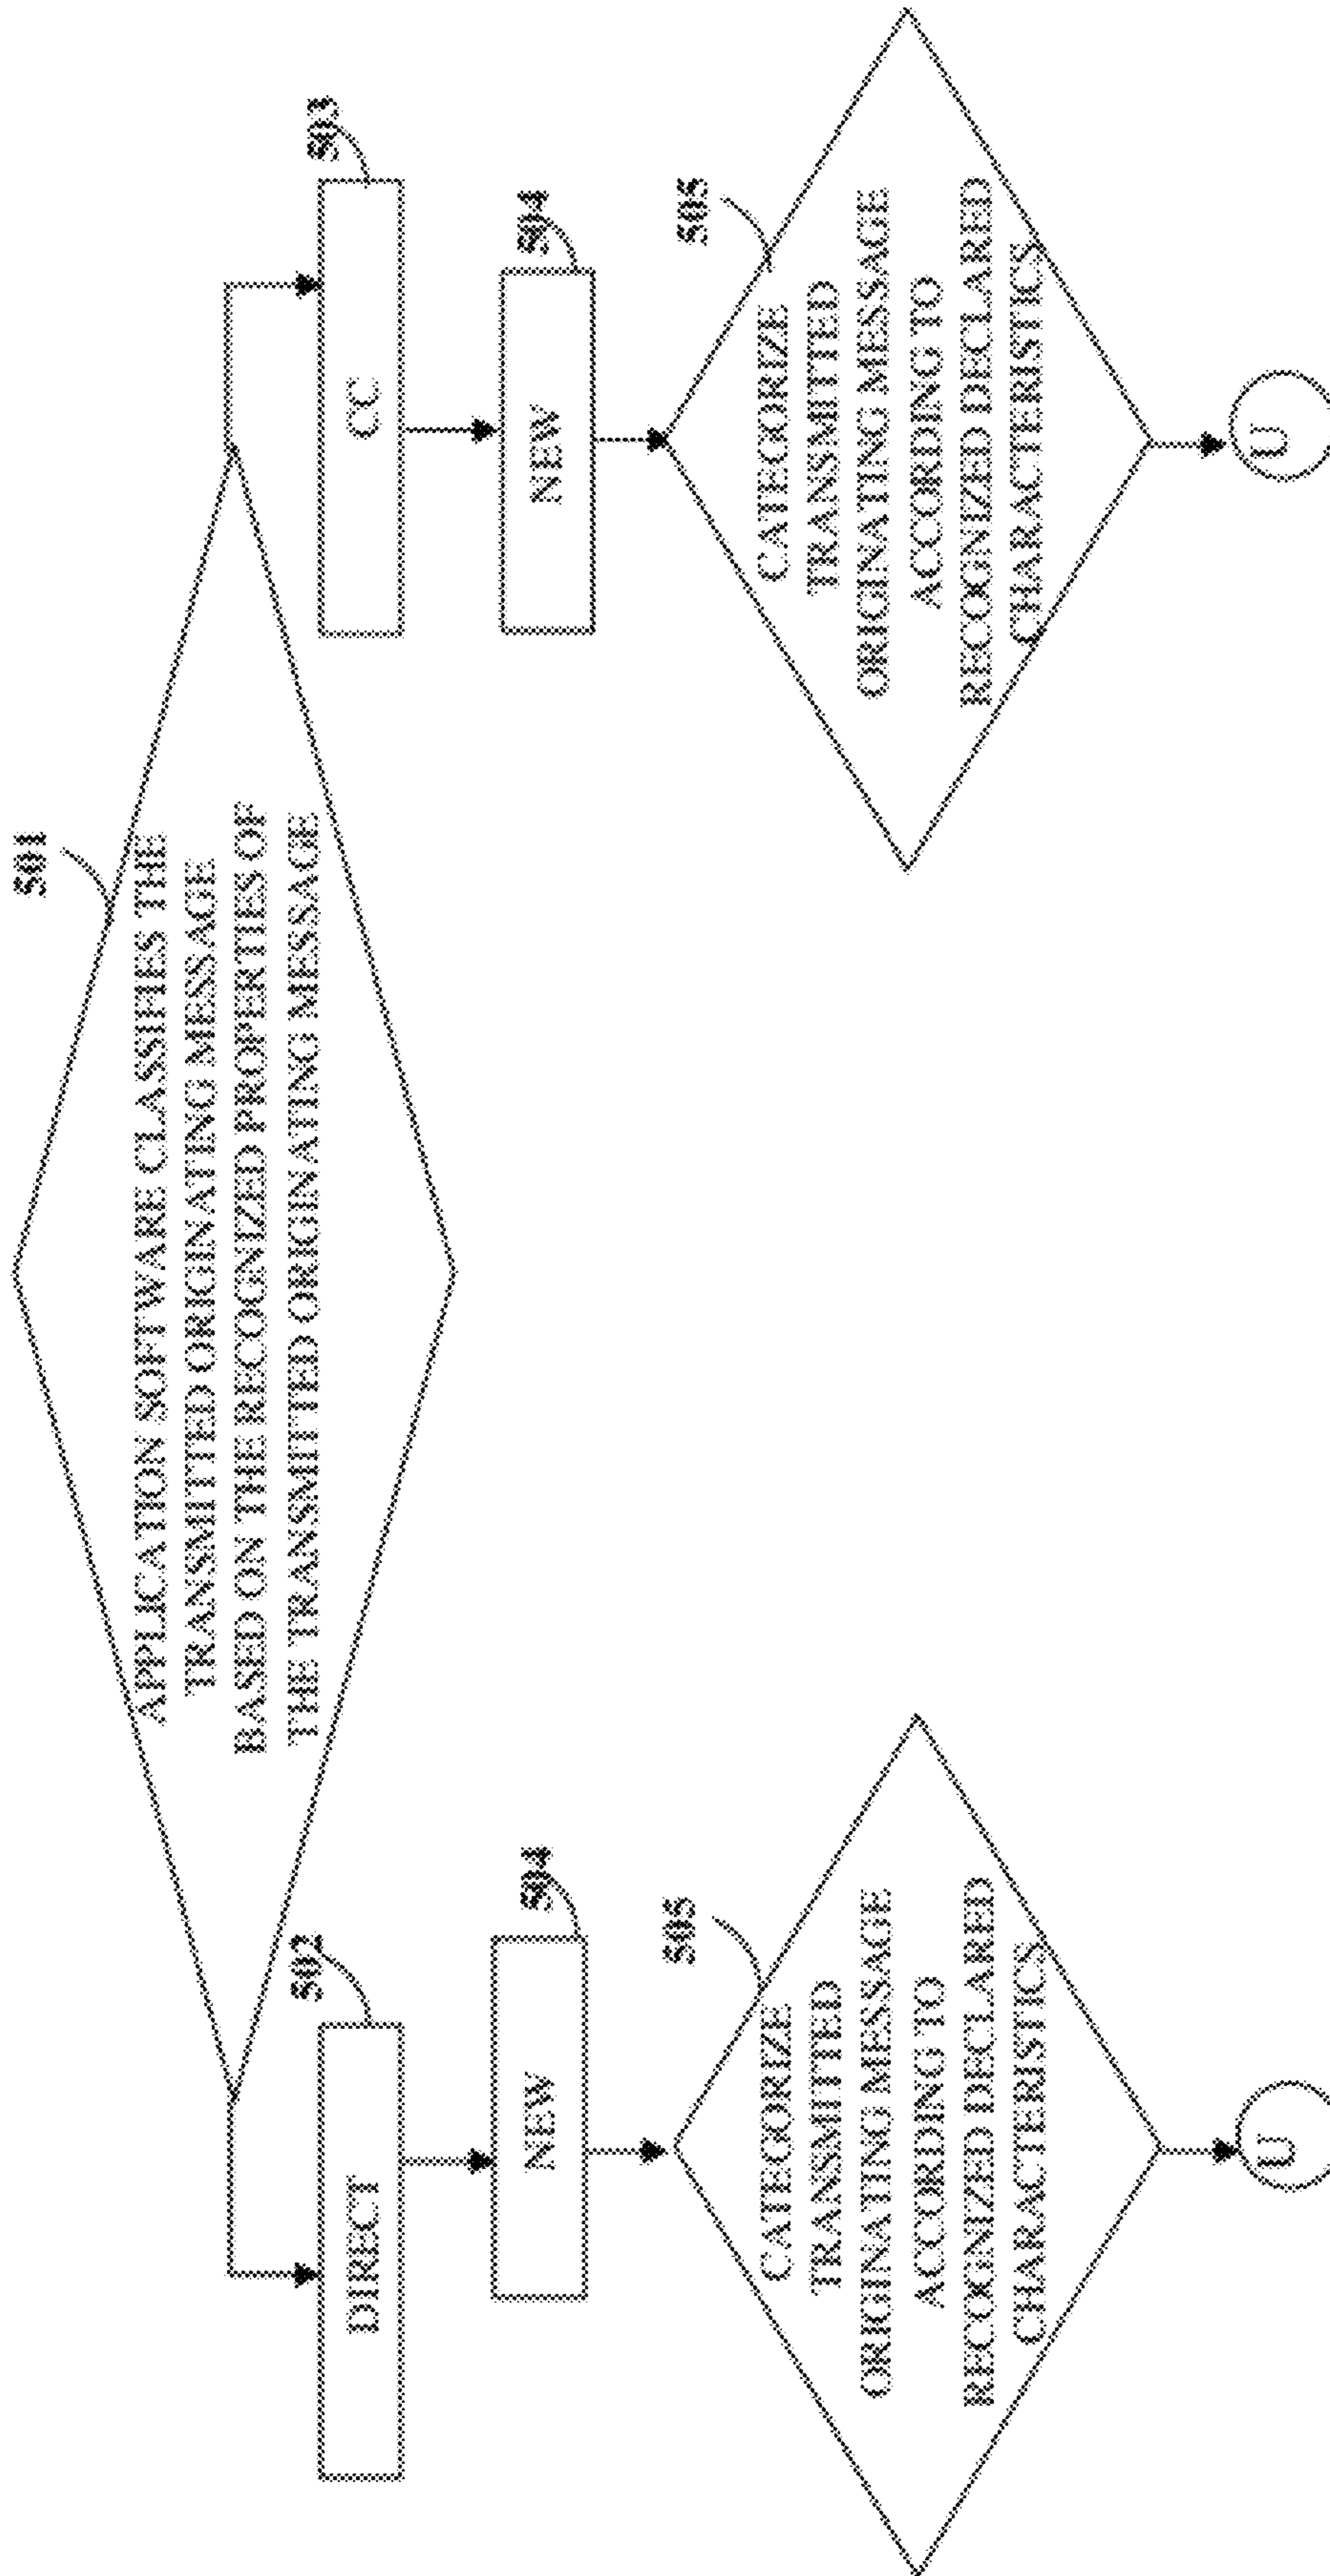 501
APPLICATION SOFTWARE CLASSIFIES THE
TRANSMITTED ORIGINATING MESSAGE
BASED ON THE RECOGNIZED PROPERTIES OF
THE TRANSMITTED ORIGINATING MESSAGE
502
DIRECT
504
NEW
505
CATEGORIZE
TRANSMITTED
ORIGINATING MESSAGE
ACCORDING TO
RECOGNIZED DECLARED
CHARACTERISTICS
U
503
CC
504
NEW
505
CATEGORIZE
TRANSMITTED
ORIGINATING MESSAGE
ACCORDING TO
RECOGNIZED DECLARED
CHARACTERISTICS
U